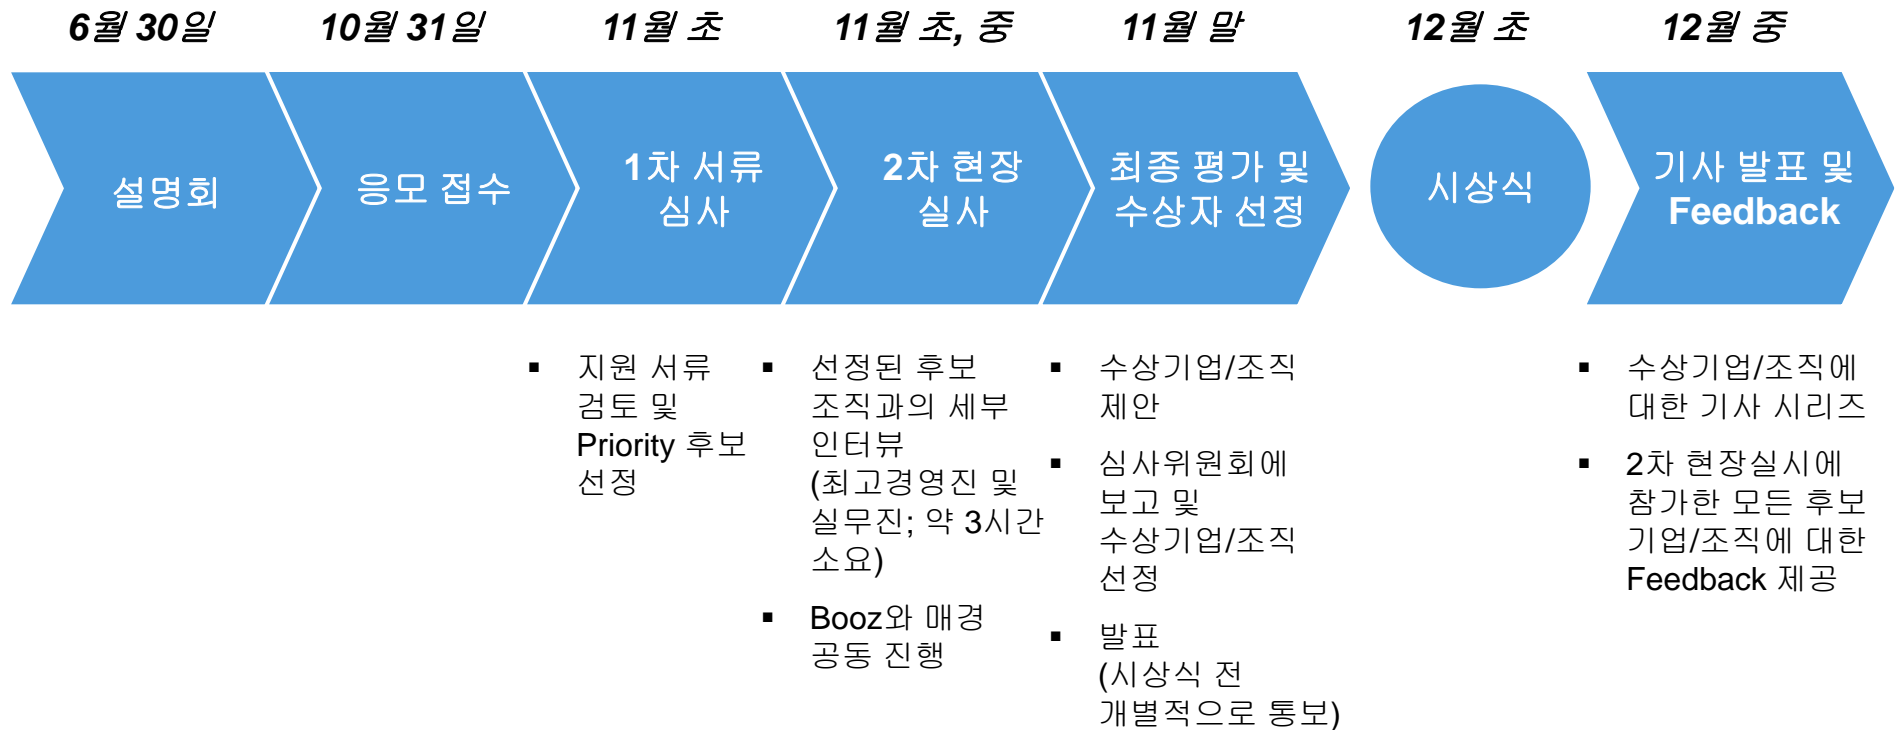 6월 30일
10월 31일
11월 초
11월 초, 중
11월 말
12월 초
12월 중
설명회
응모 접수
1차 서류
심사
2차 현장
실사
최종 평가 및
수상자 선정
시상식
기사 발표 및
Feedback
▪ 지원 서류
검토 및
Priority 후보
선정
▪ 선정된 후보
조직과의 세부
인터뷰
(최고경영진 및
실무진; 약 3시간
소요)
▪ Booz와 매경
공동 진행
▪ 수상기업/조직
제안
▪ 심사위원회에
보고 및
수상기업/조직
선정
▪ 발표
(시상식 전
개별적으로 통보)
▪ 수상기업/조직에
대한 기사 시리즈
▪ 2차 현장실시에
참가한 모든 후보
기업/조직에 대한
Feedback 제공